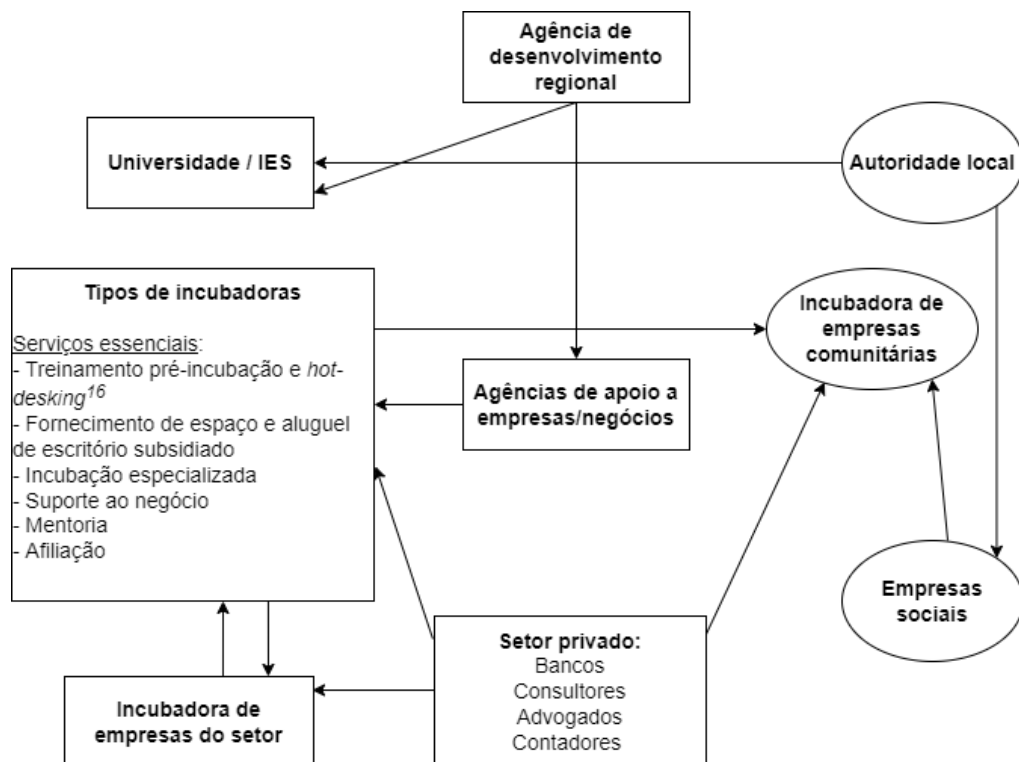 Agência de
desenvolvimento
regional
Universidade / IES
Autoridade local
Tipos de incubadoras
Serviços essenciais:
- Treinamento pré-incubação e hot-
desking16
- Fornecimento de espaço e aluguel
de escritório subsidiado
- Incubação especializada
- Suporte ao negócio
- Mentoria
- Afiliação
Incubadora de
empresas
comunitárias
Agências de apoio a
empresas/negócios
Empresas
sociais
Setor privado:
Bancos
Consultores
Advogados
Contadores
Incubadora de
empresas do setor